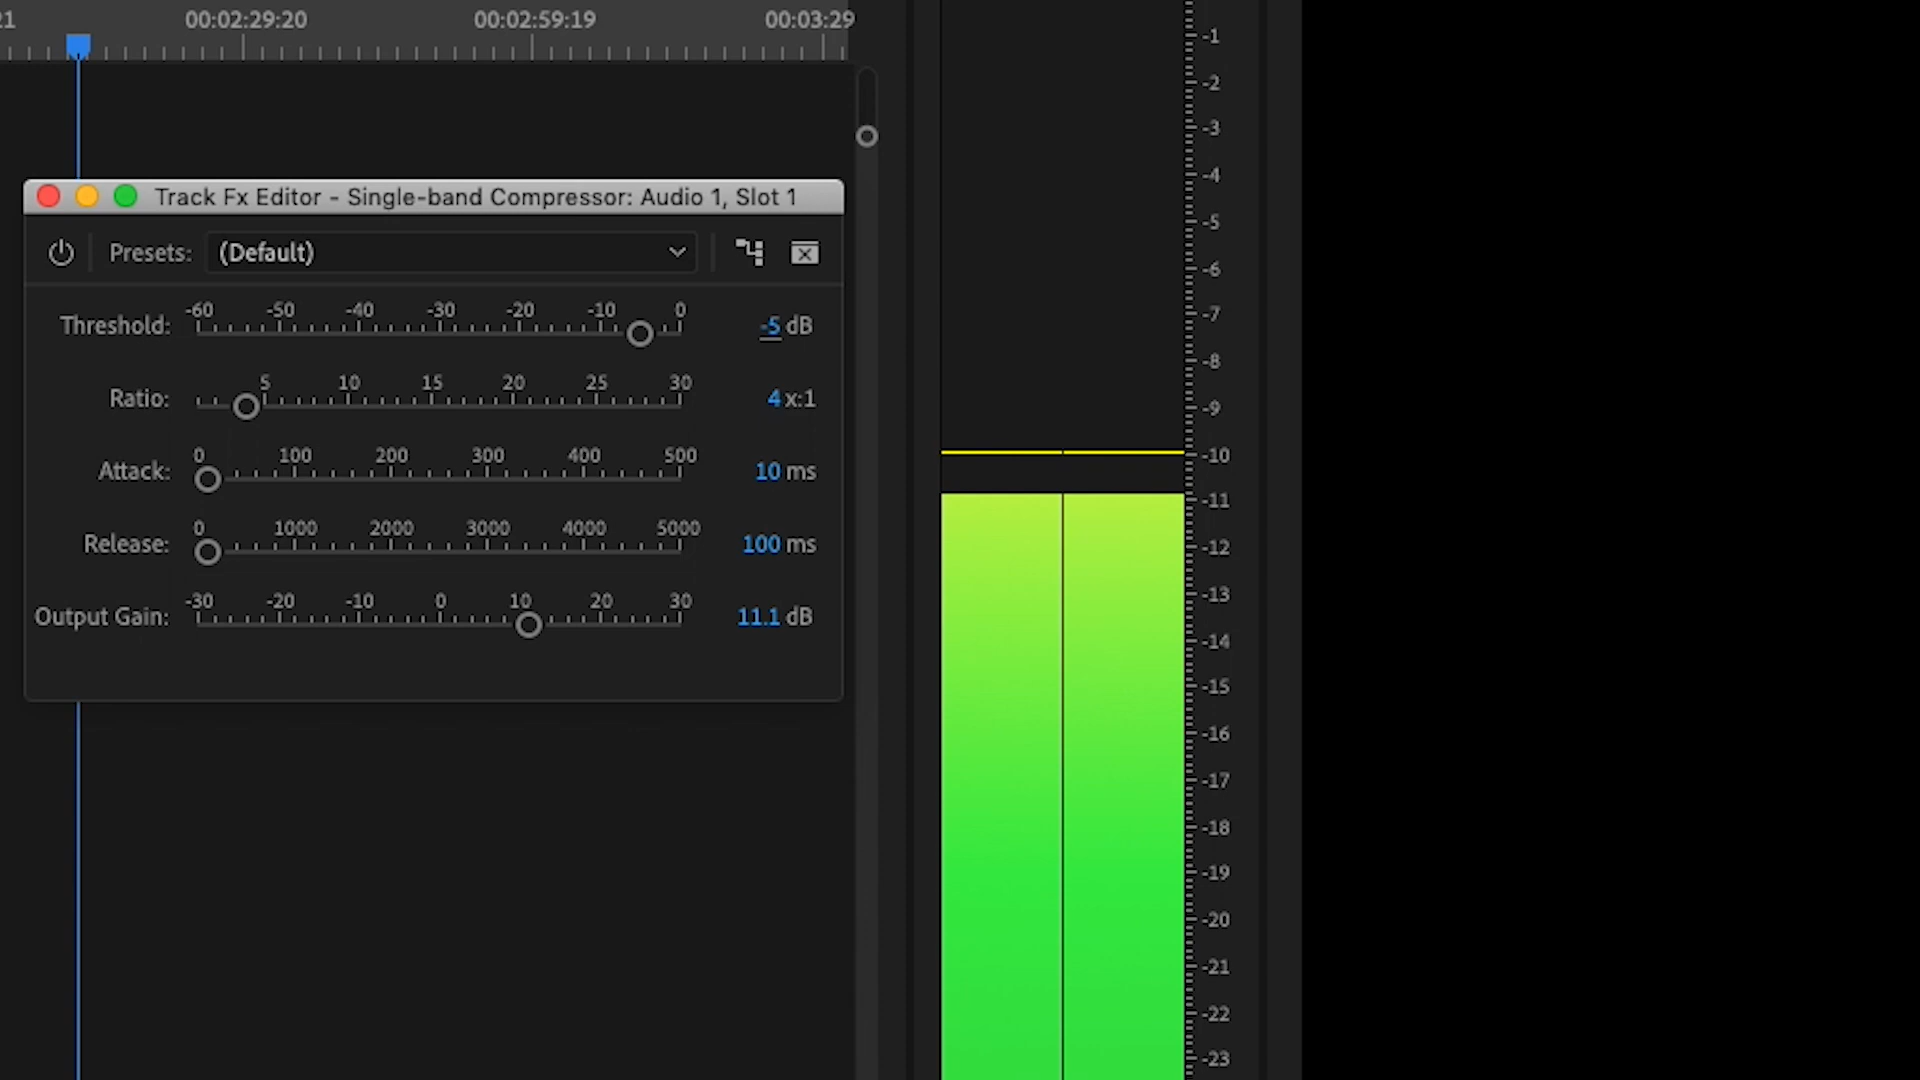 21 00:02:29:20 00:02:59:19 00:03:29
Track Fx Editor - Single-band Compressor: Audio 1, Slot 1
Presets: (Default)
-60 -50 -40 -30 -20 -10 0
Threshold: -5 dB
5 10 15 20 25 30
Ratio: 4 x:1
0 100 200 300 400 500
Attack: 10 ms
0 1000 2000 3000 4000 5000
Release: 100 ms
-30 -20 -10 0 10 20 30
Output Gain: 11.1 dB
-1
-2
-3
-4
-5
-6
-7
-8
-9
-10
-11
-12
-13
-14
-15
-16
-17
-18
-19
-20
-21
-22
-23